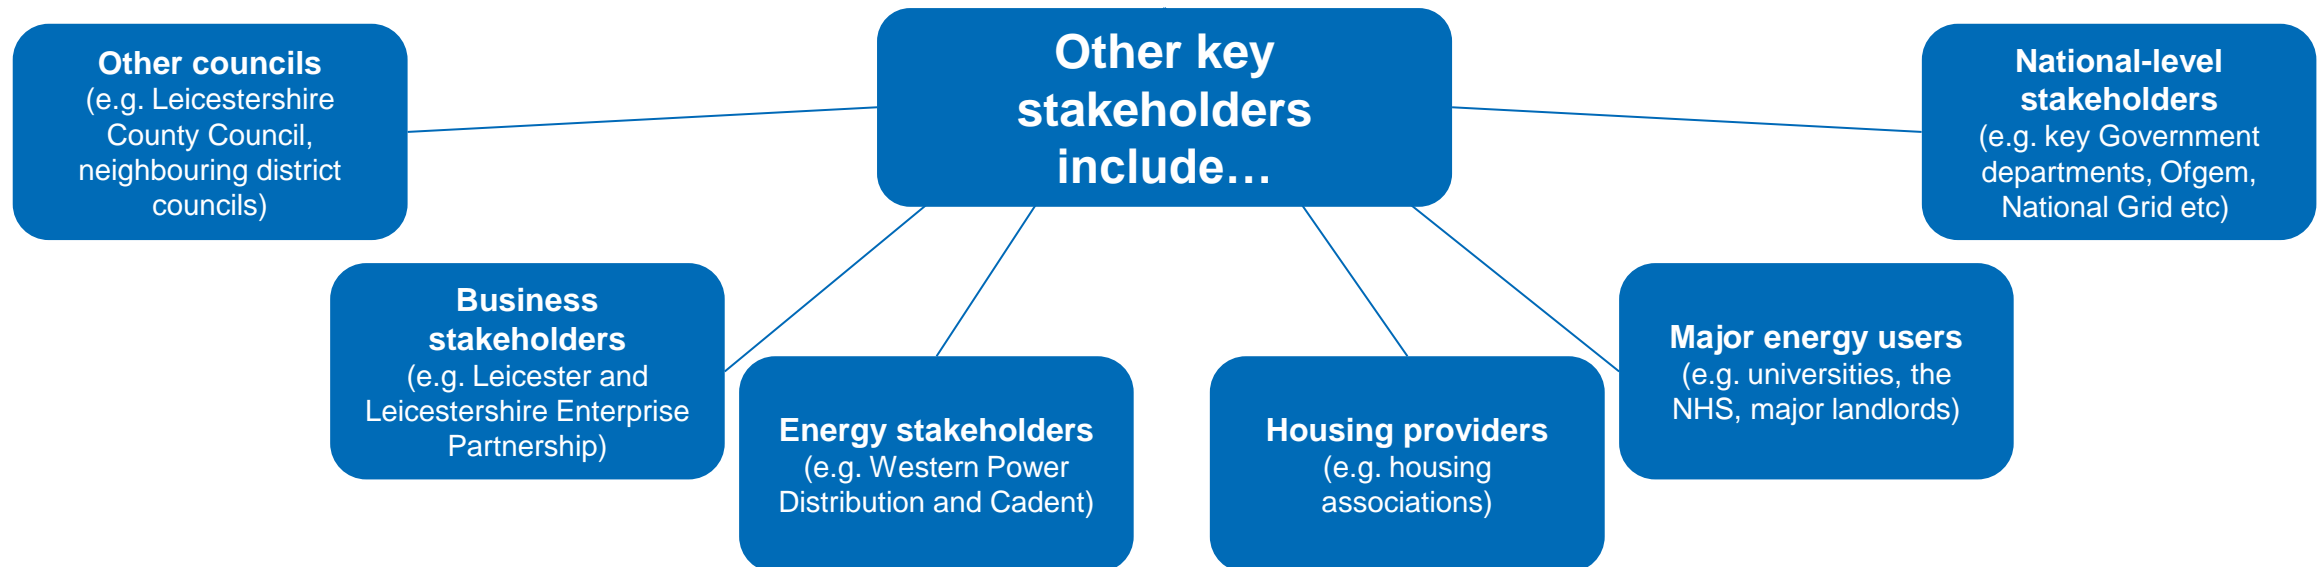 Other key
stakeholders
include…
Other councils
(e.g. Leicestershire
County Council,
neighbouring district
councils)
Business
stakeholders
(e.g. Leicester and
Leicestershire Enterprise
Partnership)
Energy stakeholders
(e.g. Western Power
Distribution and Cadent)
Housing providers
(e.g. housing
associations)
Major energy users
(e.g. universities, the
NHS, major landlords)
National-level
stakeholders
(e.g. key Government
departments, Ofgem,
National Grid etc)